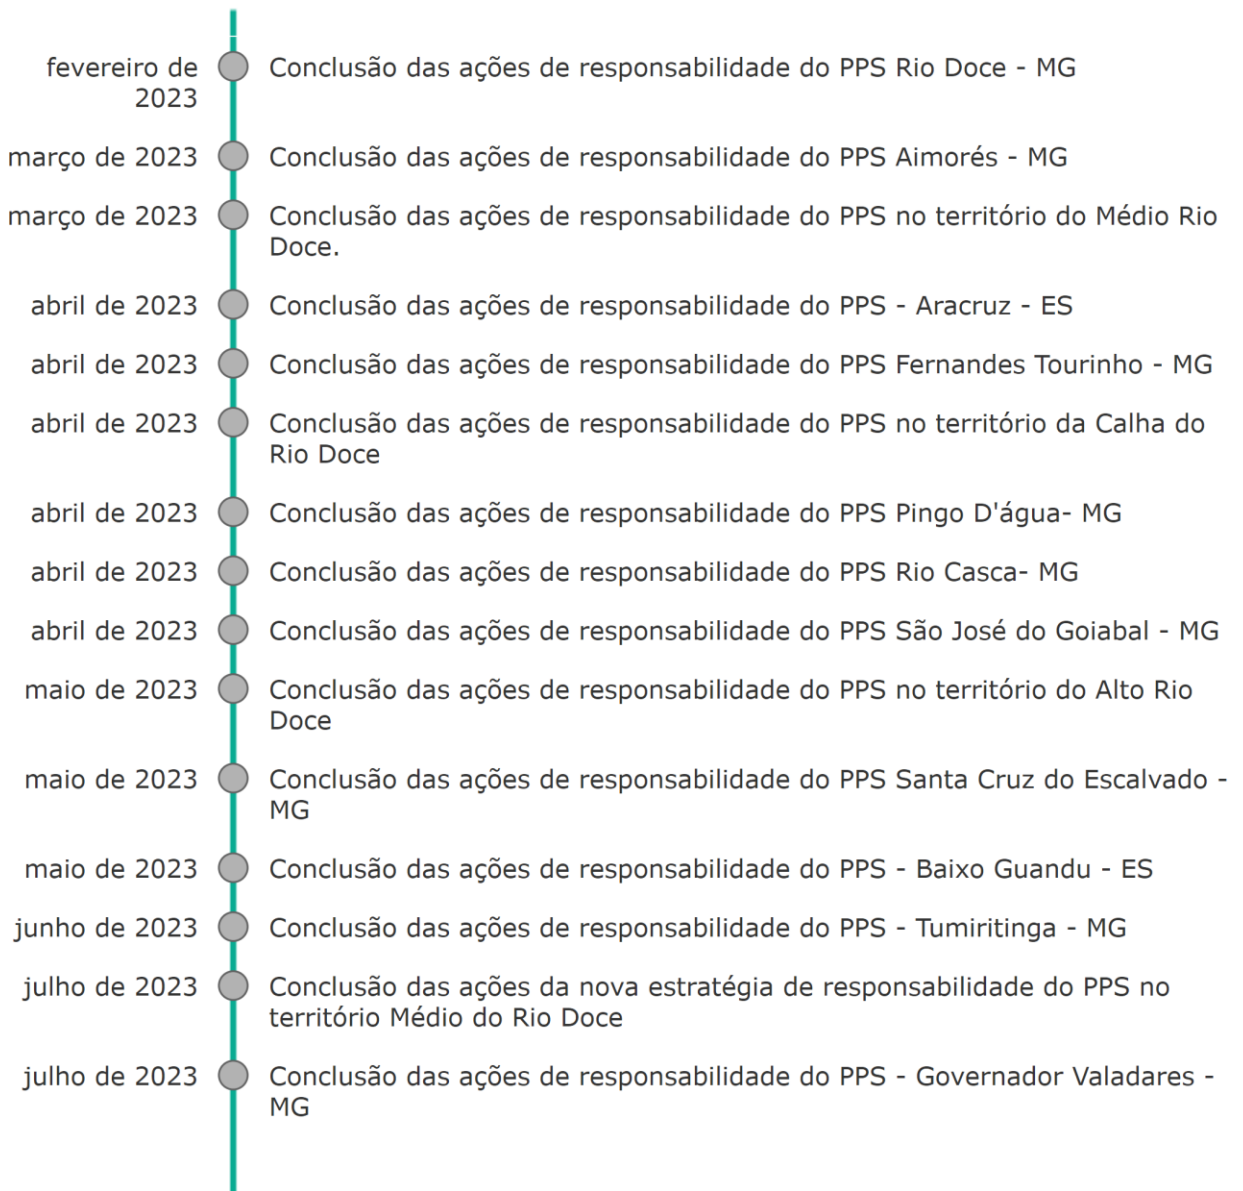 fevereiro de
2023
Conclusão das ações de responsabilidade do PPS Rio Doce - MG
março de 2023
Conclusão das ações de responsabilidade do PPS Aimorés - MG
março de 2023
Conclusão das ações de responsabilidade do PPS no território do Médio Rio
Doce.
abril de 2023
Conclusão das ações de responsabilidade do PPS - Aracruz - ES
abril de 2023
Conclusão das ações de responsabilidade do PPS Fernandes Tourinho - MG
abril de 2023
Conclusão das ações de responsabilidade do PPS no território da Calha do
Rio Doce
abril de 2023
Conclusão das ações de responsabilidade do PPS Pingo D'água- MG
abril de 2023
Conclusão das ações de responsabilidade do PPS Rio Casca- MG
abril de 2023
Conclusão das ações de responsabilidade do PPS São José do Goiabal - MG
maio de 2023
Conclusão das ações de responsabilidade do PPS no território do Alto Rio
Doce
maio de 2023
Conclusão das ações de responsabilidade do PPS Santa Cruz do Escalvado -
MG
maio de 2023
Conclusão das ações de responsabilidade do PPS - Baixo Guandu - ES
junho de 2023
Conclusão das ações de responsabilidade do PPS - Tumiritinga - MG
julho de 2023
Conclusão das ações da nova estratégia de responsabilidade do PPS no
território Médio do Rio Doce
julho de 2023
Conclusão das ações de responsabilidade do PPS - Governador Valadares -
MG